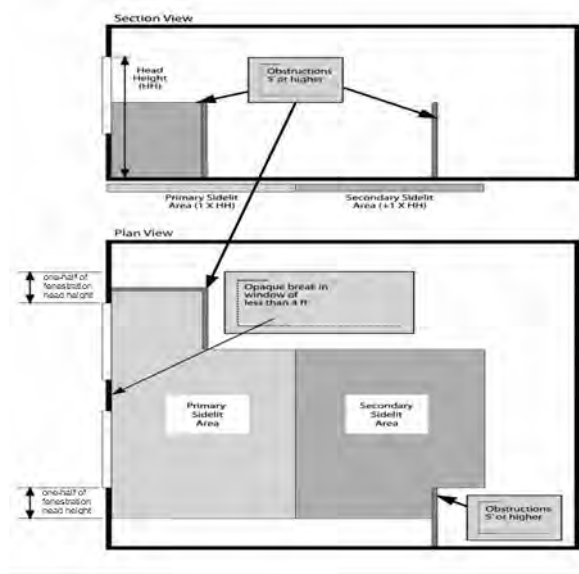 Section View
Head
Height
(HH)
Obstructions
5' or higher
Primary Sidelit
Area (1 X HH)
Secondary Sidelit
Area (+1 X HH)
Plan View
one-half of
fenestration
head height
Opaque break in
window of
less than 4 ft
Primary
Sidelit
Area
Secondary
Sidelit
Area
one-half of
fenestration
head height
Obstructions
5' or higher